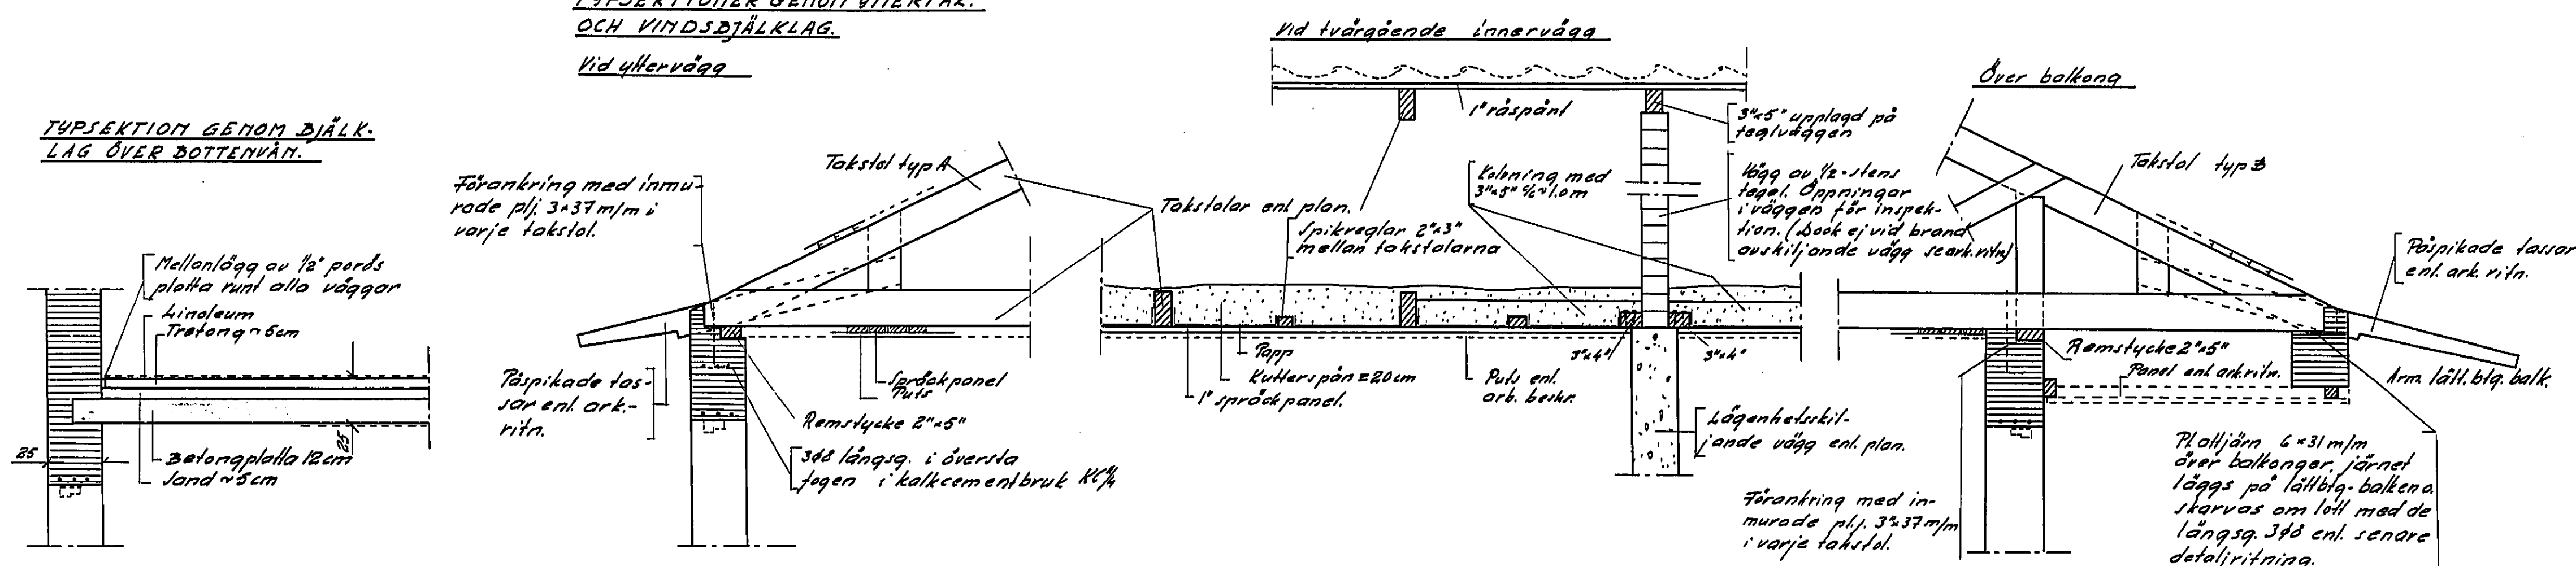 TYPSEKTIONER GENOM YTTERTAK-
OCH VINDSBJÄLKLAG.
Vid yttervägg
Vid tvärgående innervägg
Över balkong
TYPSEKTION GENOM BJÄLK-
LAG ÖVER BOTTENVÅN.
Mellanlägg av 1/2" porös
platta runt alla väggar
Linoleum
Tretong ~ 6cm
25
25
Betongplatta 12cm
Sand ~5cm
Förankring med inmu-
rade plj. 3×37 m/m i
varje takstol.
Takstol typ A
Takstolar enl. plan.
Påspikade tas-
sar enl. ark.-
ritn.
Spräckpanel
Puts
Remstycke 2"×5"
3ø8 långsg. i översta
fogen i kalkcementbruk KC 1/4
1" råspånt
3"×5" upplagd på
teglväggen
Kolvning med
3"×5" c/c ~1.0m
Spikreglar 2"×3"
mellan takstolarna
Vägg av 1/2-stens
tegel. Öppningar
i väggen för inspek-
tion. (Dock ej vid brand
avskiljande vägg se ark. ritn)
Papp
Kutterspån = 20cm
1" spräckpanel.
Puts enl.
arb. beskr.
3"×4"
3"×4"
Lägenhetsskil-
jande vägg enl. plan.
Takstol typ B
Påspikade tassar
enl. ark. ritn.
Remstycke 2"×5"
Panel enl. ark. ritn.
Arm. lätt. btg. balk.
Förankring med in-
murade pl.j. 3"×37 m/m
i varje takstol.
Plattjärn 6×31 m/m
över balkonger, järnet
läggs på lättbtg-balken o.
skarvas om lott med de
långsg. 3ø8 enl. senare
detaljritning.